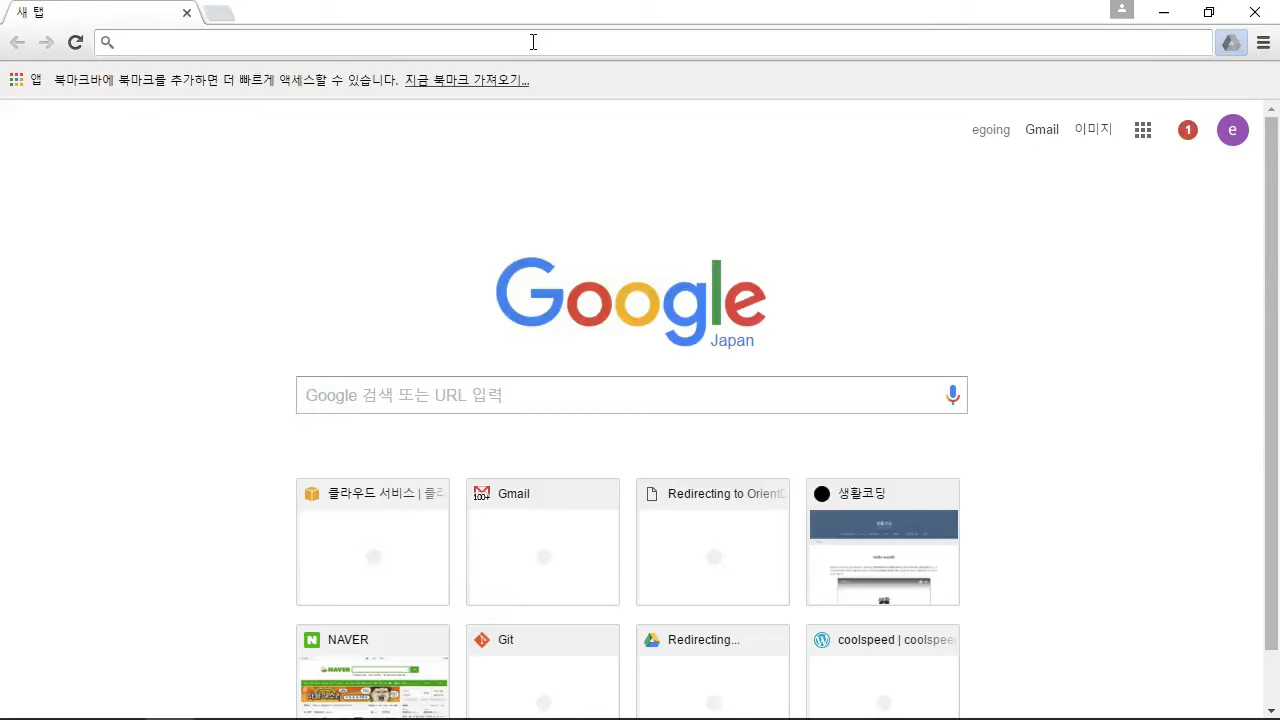 새 탭
앱 북마크바에 북마크를 추가하면 더 빠르게 액세스할 수 있습니다. 지금 북마크 가져오기...
egoing Gmail 이미지 1 e
Google
Japan
Google 검색 또는 URL 입력
클라우드 서비스 | 클
100+ Gmail
Redirecting to Orient
생활코딩
N NAVER
Git
Redirecting...
coolspeed | coolspee
NAVER